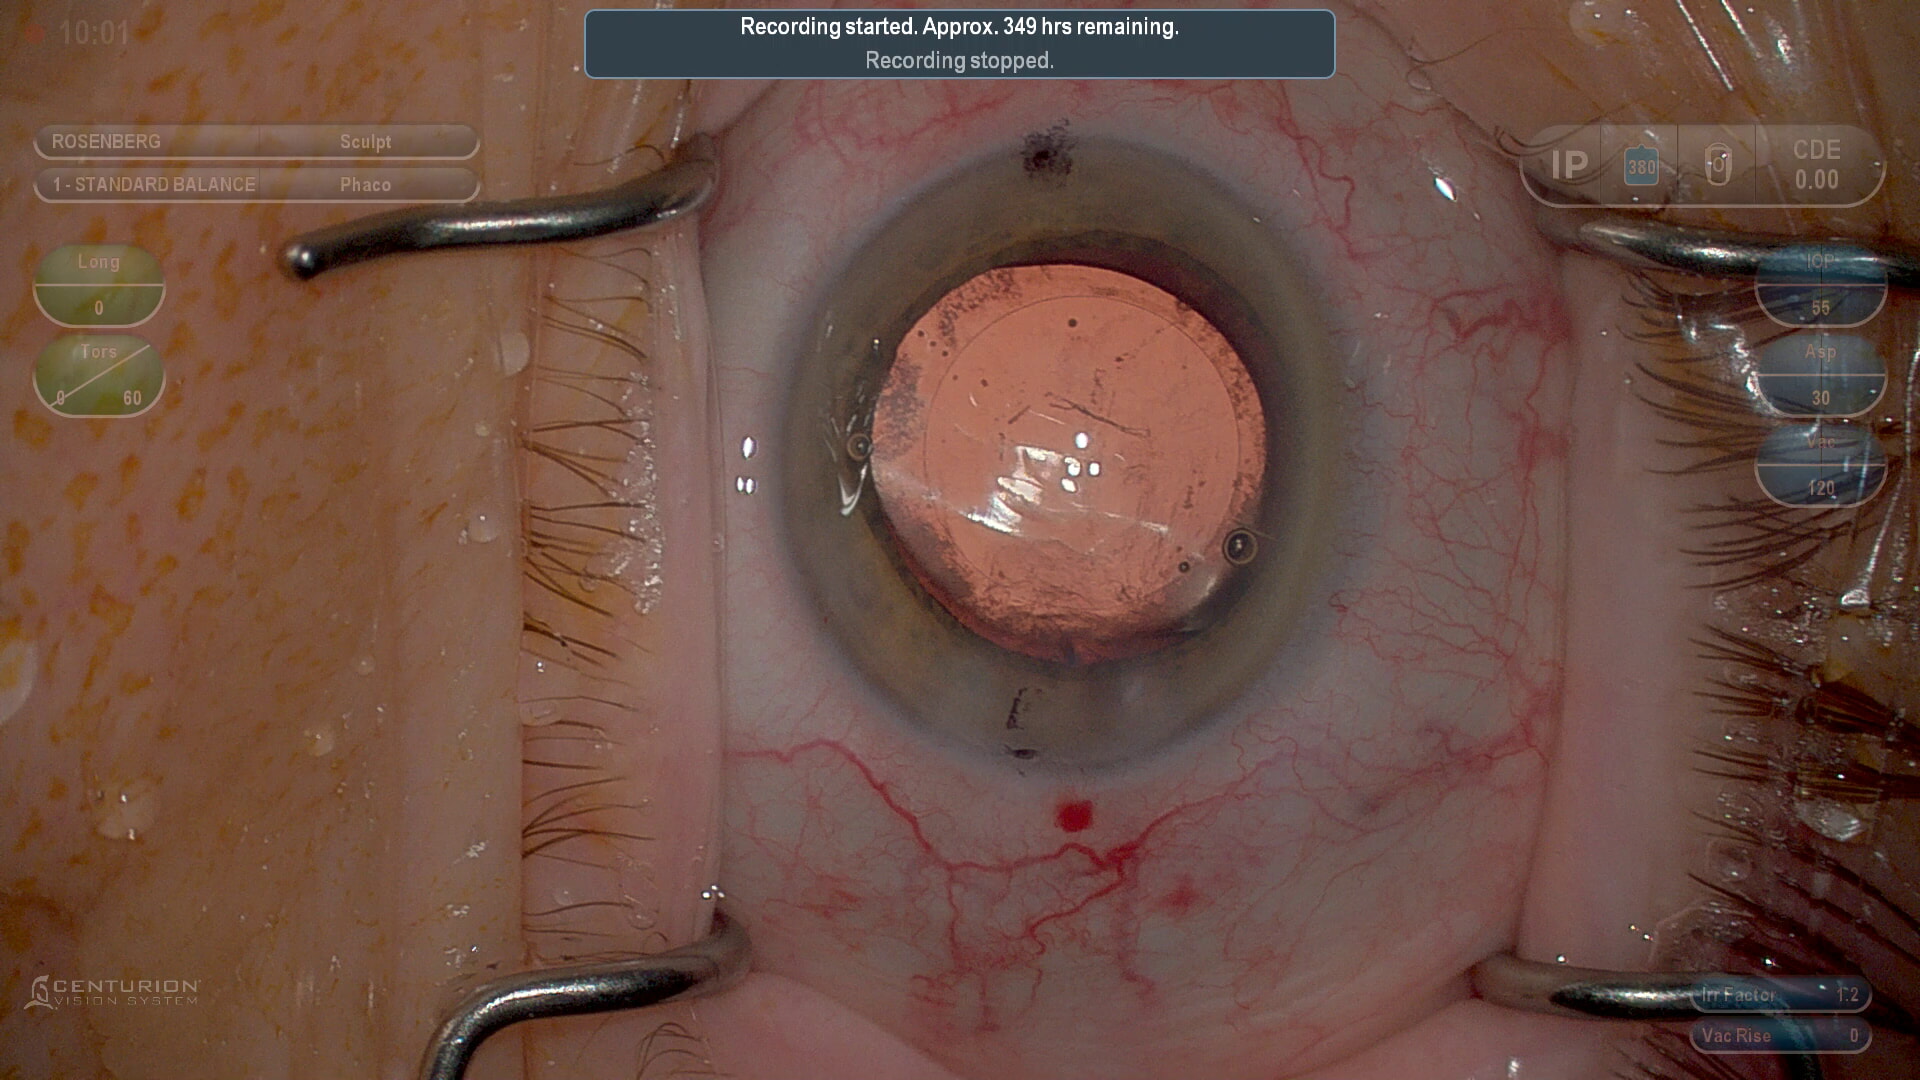 Recording started. Approx. 349 hrs remaining.
Recording stopped.
10:01
ROSENBERG Sculpt
1 - STANDARD BALANCE Phaco
IP 380 0 CDE
0.00
Long
0
Tors
0 60
IOP
55
Asp
30
Vac
120
CENTURION
VISION SYSTEM
Irr Factor 1.2
Vac Rise 0